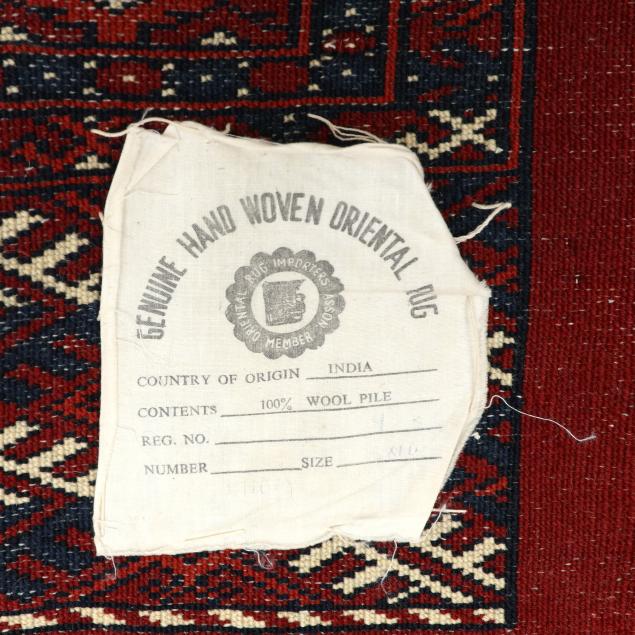 GENUINE HAND WOVEN ORIENTAL RUG
ORIENTAL RUG IMPORTERS ASSON.
MEMBER
COUNTRY OF ORIGIN INDIA
CONTENTS 100% WOOL PILE
REG. NO.
NUMBER SIZE